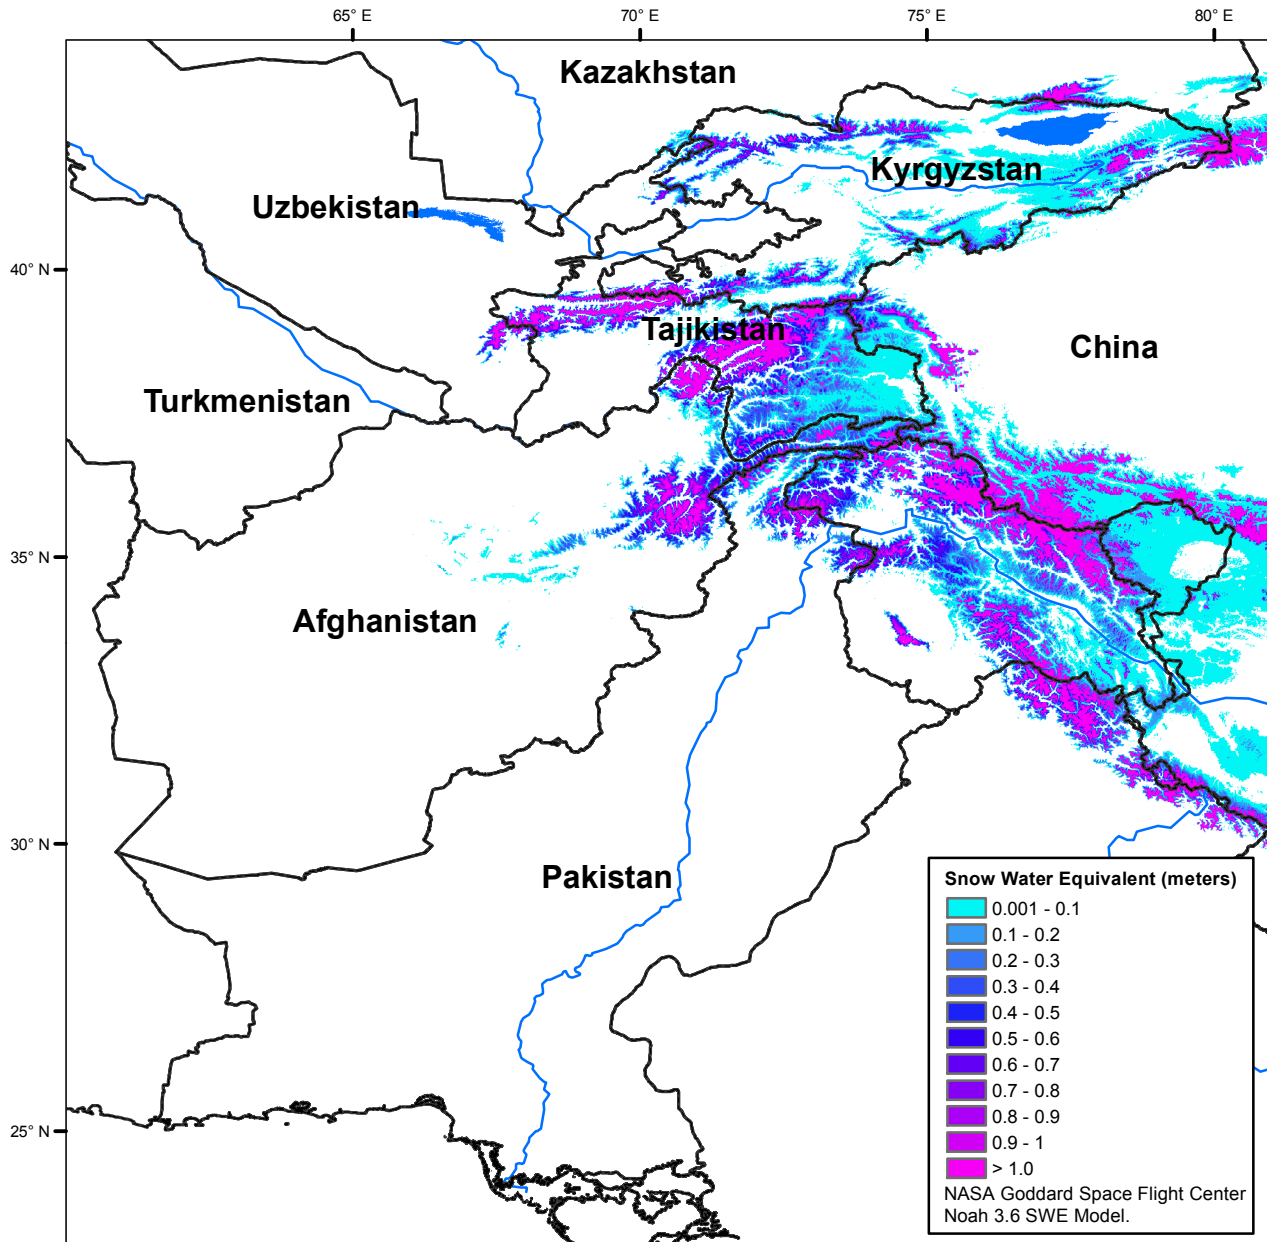 65° E
70° E
75° E
80° E
Kazakhstan
Kyrgyzstan
Uzbekistan
40° N
Tajikistan
China
Turkmenistan
35° N
Afghanistan
30° N
Pakistan
25° N
Snow Water Equivalent (meters)
0.001 - 0.1
0.1 - 0.2
0.2 - 0.3
0.3 - 0.4
0.4 - 0.5
0.5 - 0.6
0.6 - 0.7
0.7 - 0.8
0.8 - 0.9
0.9 - 1
> 1.0
NASA Goddard Space Flight Center
Noah 3.6 SWE Model.